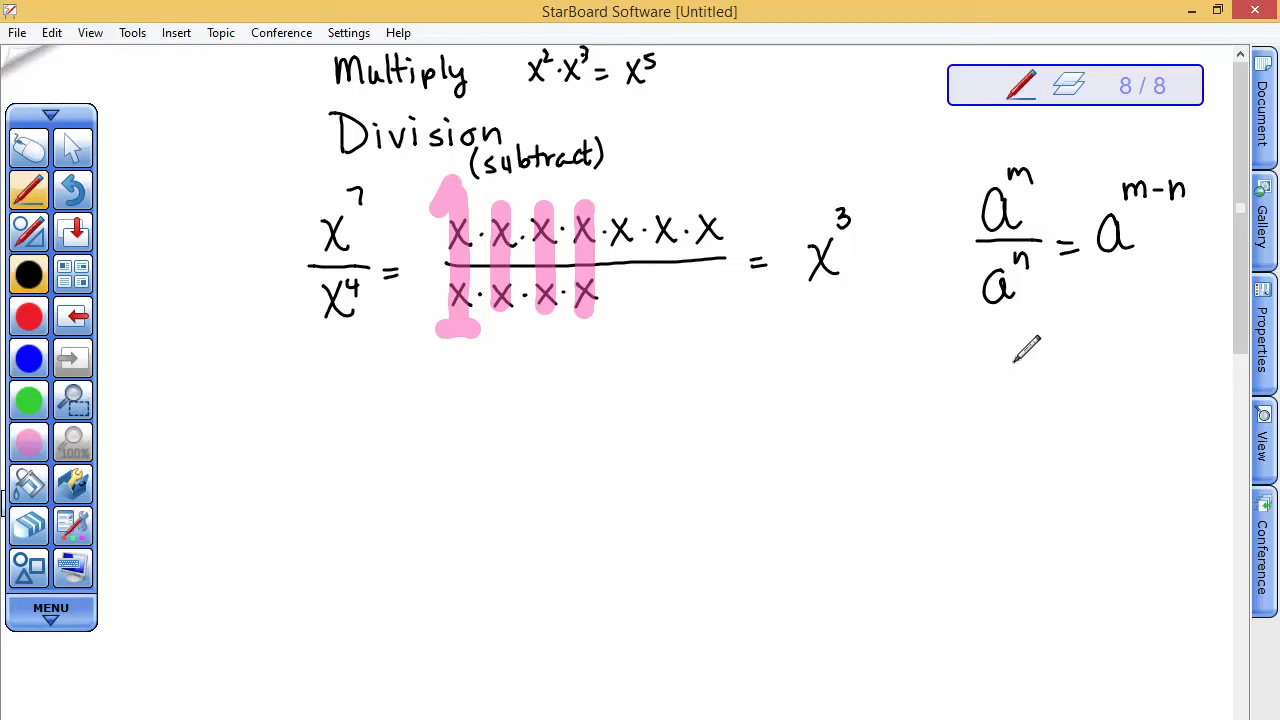 StarBoard Software [Untitled]
File Edit View Tools Insert Topic Conference Settings Help
Multiply x²·x³ = x⁵
8 / 8
Division
(subtract)
x⁷/x⁴ = x·x·x·x·x·x·x/x·x·x·x = x³
aᵐ/aⁿ = aᵐ⁻ⁿ
1
100%
MENU
Document
Gallery
Properties
View
Conference